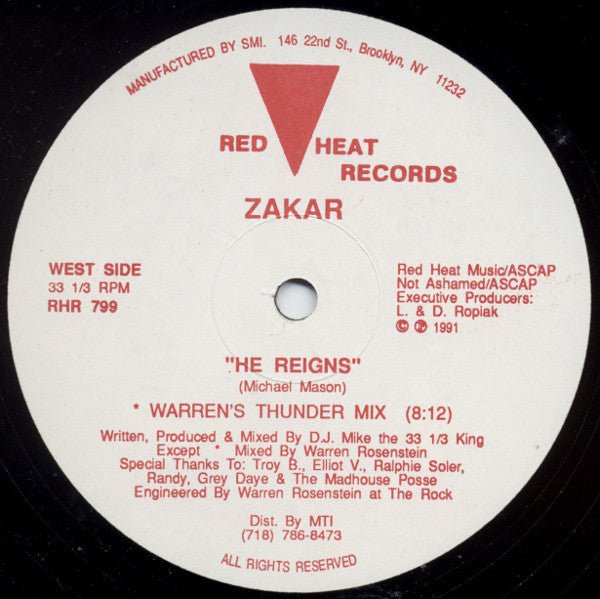 MANUFACTURED BY SMI. 146 22nd St., Brooklyn, NY 11232
RED HEAT
RECORDS
ZAKAR
WEST SIDE
33 1/3 RPM
RHR 799
Red Heat Music/ASCAP
Not Ashamed/ASCAP
Executive Producers:
L. & D. Ropiak
© ℗ 1991
"HE REIGNS"
(Michael Mason)
* WARREN'S THUNDER MIX (8:12)
Written, Produced & Mixed By D.J. Mike the 33 1/3 King
Except * Mixed By Warren Rosenstein
Special Thanks To: Troy B., Elliot V., Ralphie Soler,
Randy, Grey Daye & The Madhouse Posse
Engineered By Warren Rosenstein at The Rock
Dist. By MTI
(718) 786-8473
ALL RIGHTS RESERVED